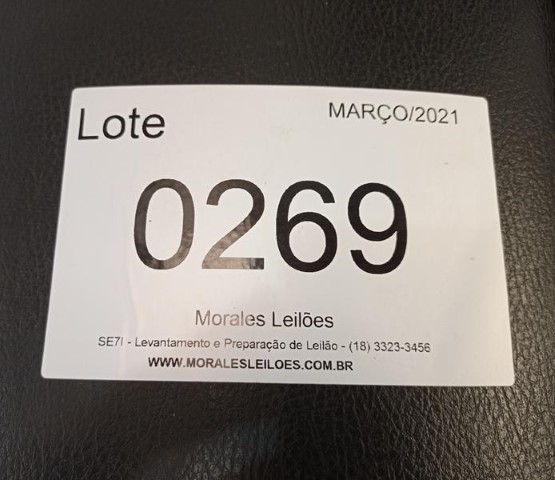 Lote
MARÇO/2021
0269
Morales Leilões
SE7I - Levantamento e Preparação de Leilão - (18) 3323-3456
WWW.MORALESLEILOES.COM.BR